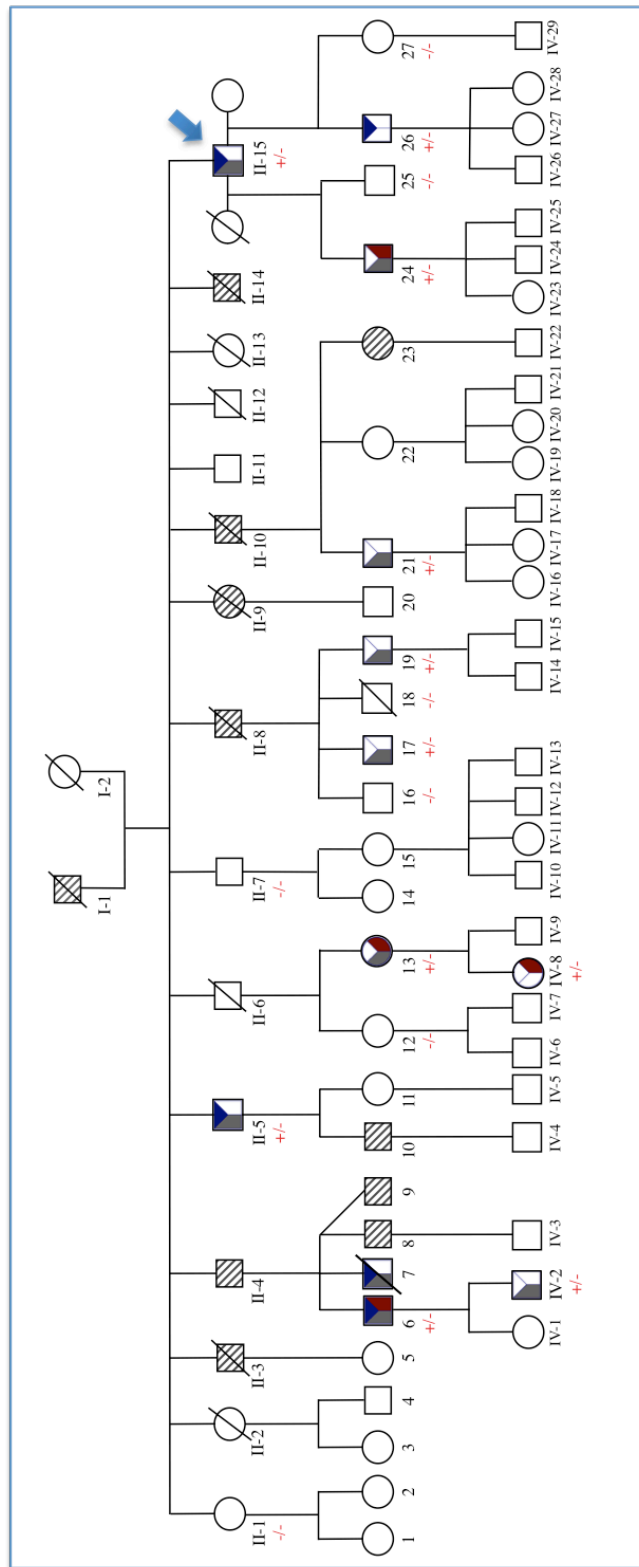 I-1 I-2
II-1 II-2 II-3 II-4 II-5 II-6 II-7 II-8 II-9 II-10 II-11 II-12 II-13 II-14 II-15
-/- +/- -/- +/-
1 2 3 4 5 6 7 8 9 10 11 12 13 14 15 16 17 18 19 20 21 22 23 24 25 26 27
+/- -/- +/- -/- +/- -/- +/- +/- +/- -/- +/- -/-
IV-1 IV-2 IV-3 IV-4 IV-5 IV-6 IV-7 IV-8 IV-9 IV-10 IV-11 IV-12 IV-13 IV-14 IV-15 IV-16 IV-17 IV-18 IV-19 IV-20 IV-21 IV-22 IV-23 IV-24 IV-25 IV-26 IV-27 IV-28 IV-29
+/- +/-